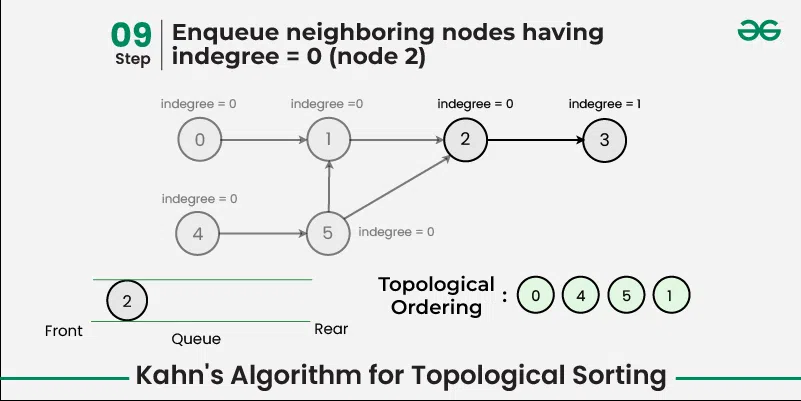 09
Step
Enqueue neighboring nodes having
indegree = 0 (node 2)
indegree = 0
indegree =0
indegree = 0
indegree = 1
0
1
2
3
indegree = 0
4
5
indegree = 0
2
Front
Queue
Rear
Topological
Ordering
:
0
4
5
1
Kahn's Algorithm for Topological Sorting